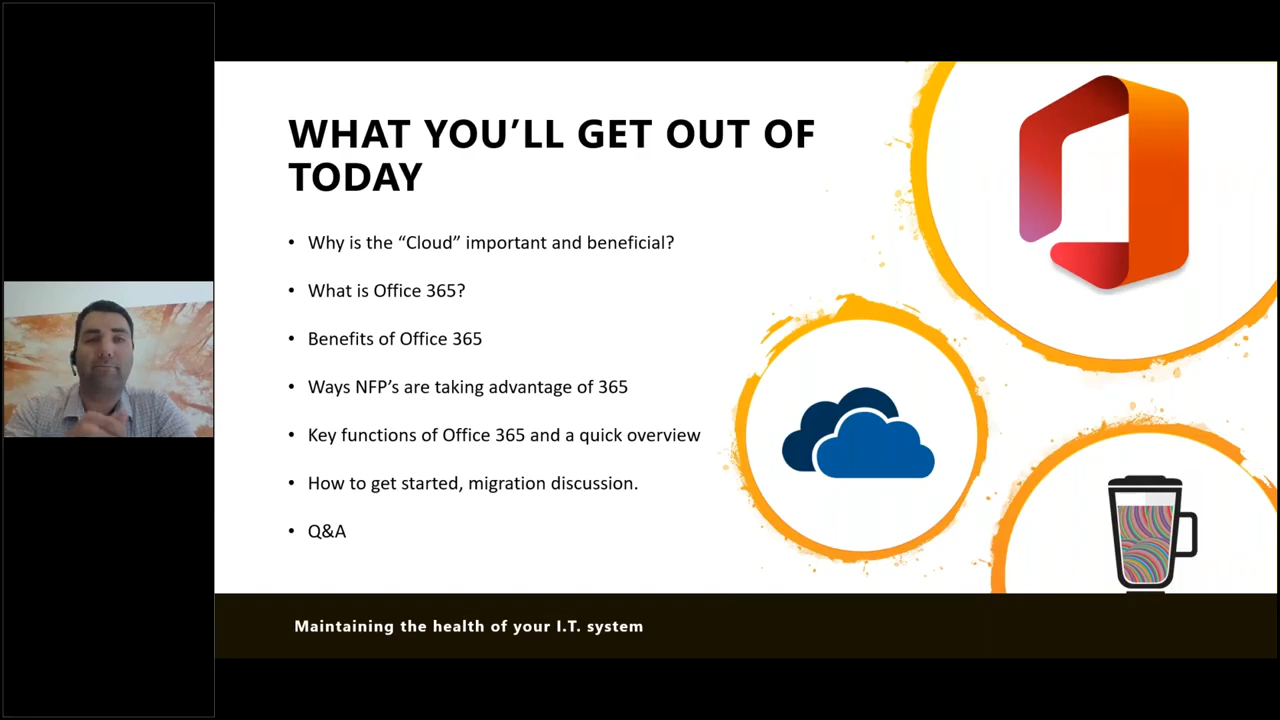 WHAT YOU’LL GET OUT OF
TODAY
• Why is the “Cloud” important and beneficial?
• What is Office 365?
• Benefits of Office 365
• Ways NFP’s are taking advantage of 365
• Key functions of Office 365 and a quick overview
• How to get started, migration discussion.
• Q&A
Maintaining the health of your I.T. system